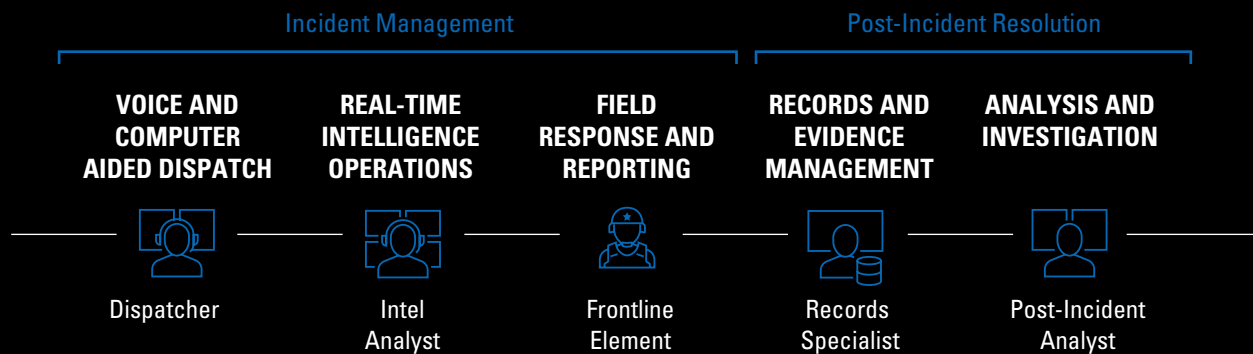 Incident Management
Post-Incident Resolution
VOICE AND
COMPUTER
AIDED DISPATCH
REAL-TIME
INTELLIGENCE
OPERATIONS
FIELD
RESPONSE AND
REPORTING
RECORDS AND
EVIDENCE
MANAGEMENT
ANALYSIS AND
INVESTIGATION
Dispatcher
Intel
Analyst
Frontline
Element
Records
Specialist
Post-Incident
Analyst